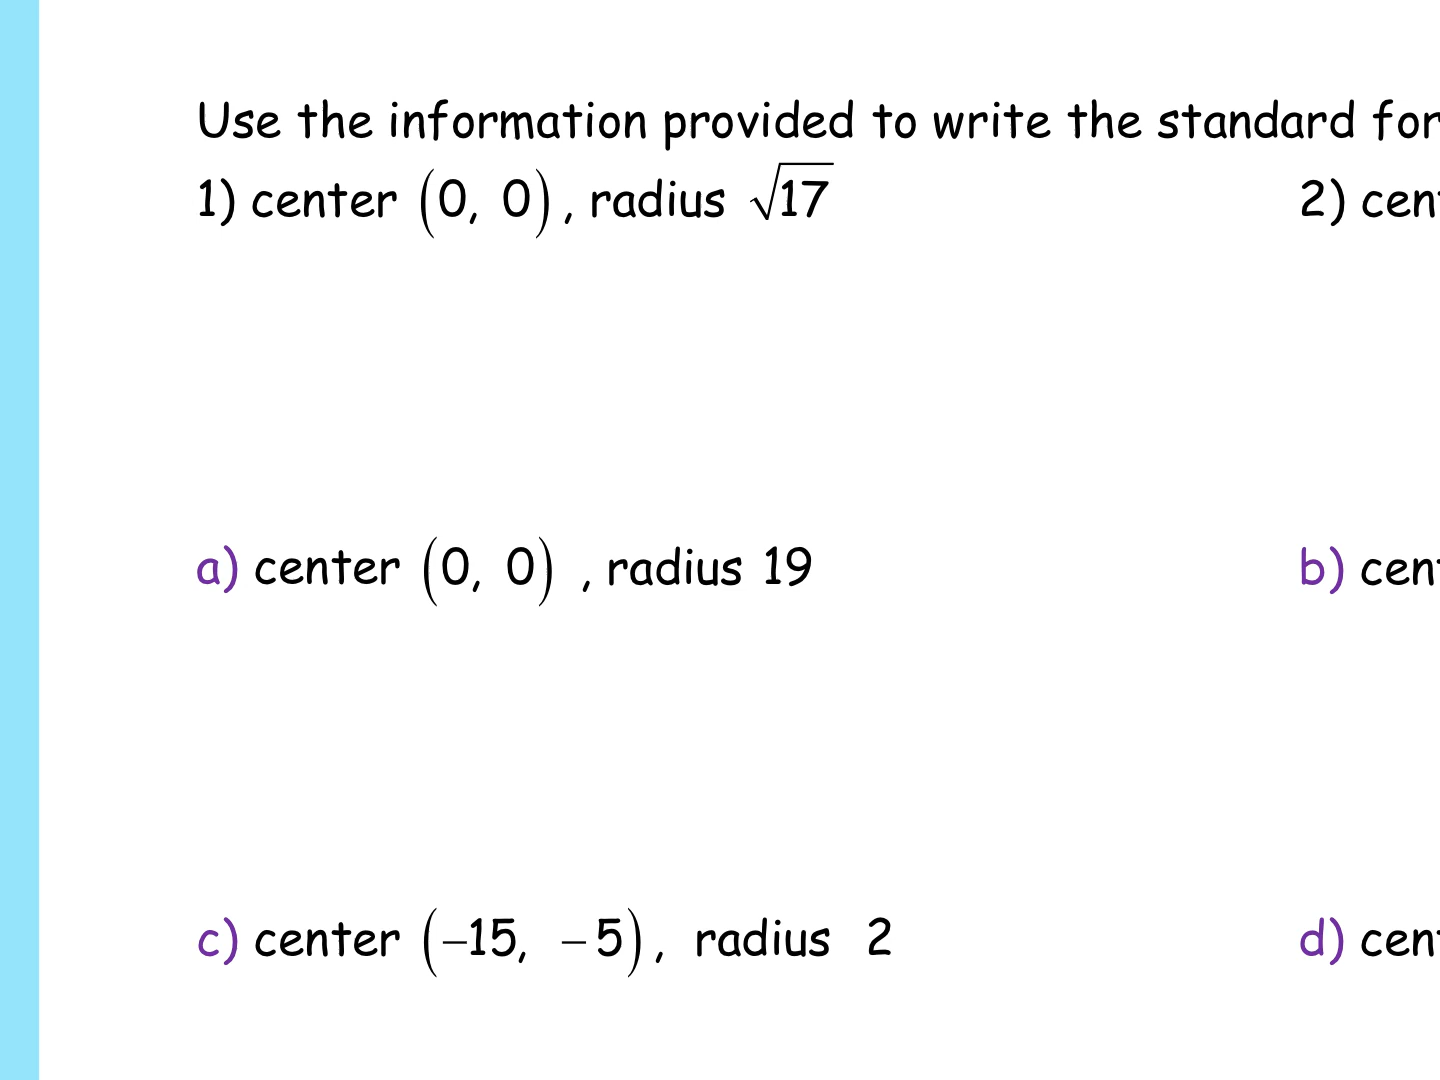 Use the information provided to write the standard for
1) center (0, 0), radius √17
2) cen
a) center (0, 0) , radius 19
b) cen
c) center (−15, −5), radius 2
d) cen